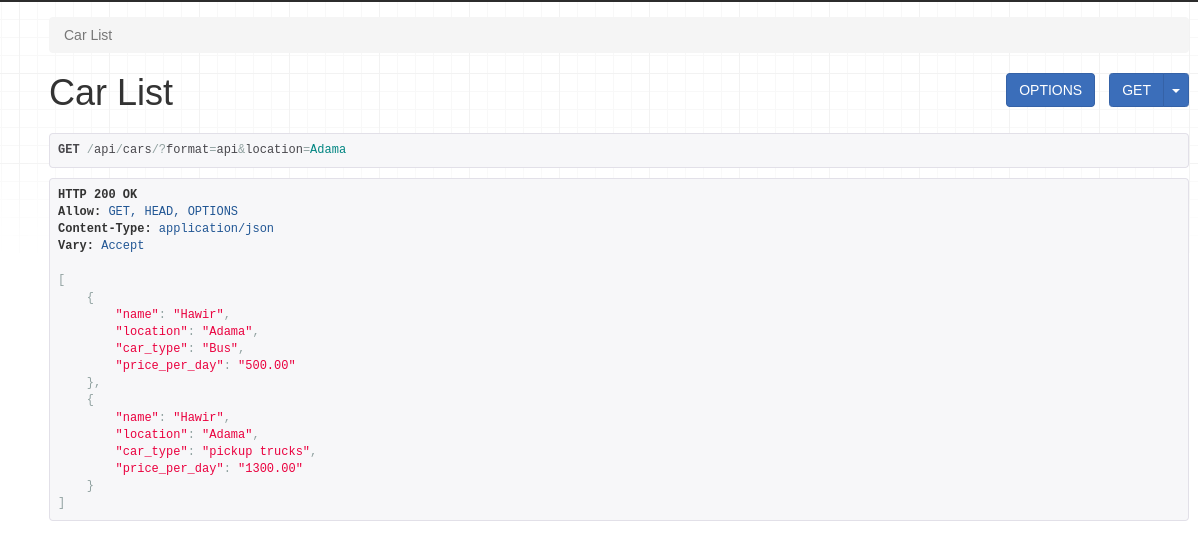 Car List
Car List
OPTIONS
GET
GET /api/cars/?format=api&location=Adama
HTTP 200 OK
Allow: GET, HEAD, OPTIONS
Content-Type: application/json
Vary: Accept
[
    {
        "name": "Hawir",
        "location": "Adama",
        "car_type": "Bus",
        "price_per_day": "500.00"
    },
    {
        "name": "Hawir",
        "location": "Adama",
        "car_type": "pickup trucks",
        "price_per_day": "1300.00"
    }
]